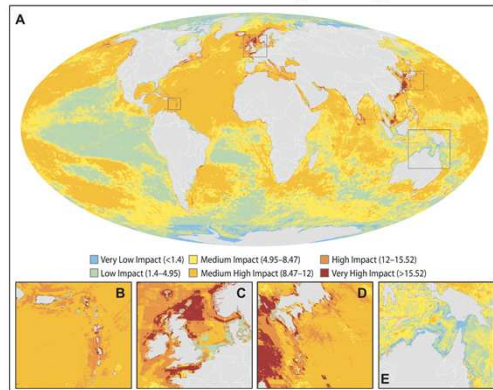 A
Very Low Impact (<1.4)
Medium Impact (4.95–8.47)
High Impact (12–15.52)
Low Impact (1.4–4.95)
Medium High Impact (8.47–12)
Very High Impact (>15.52)
B
C
D
E